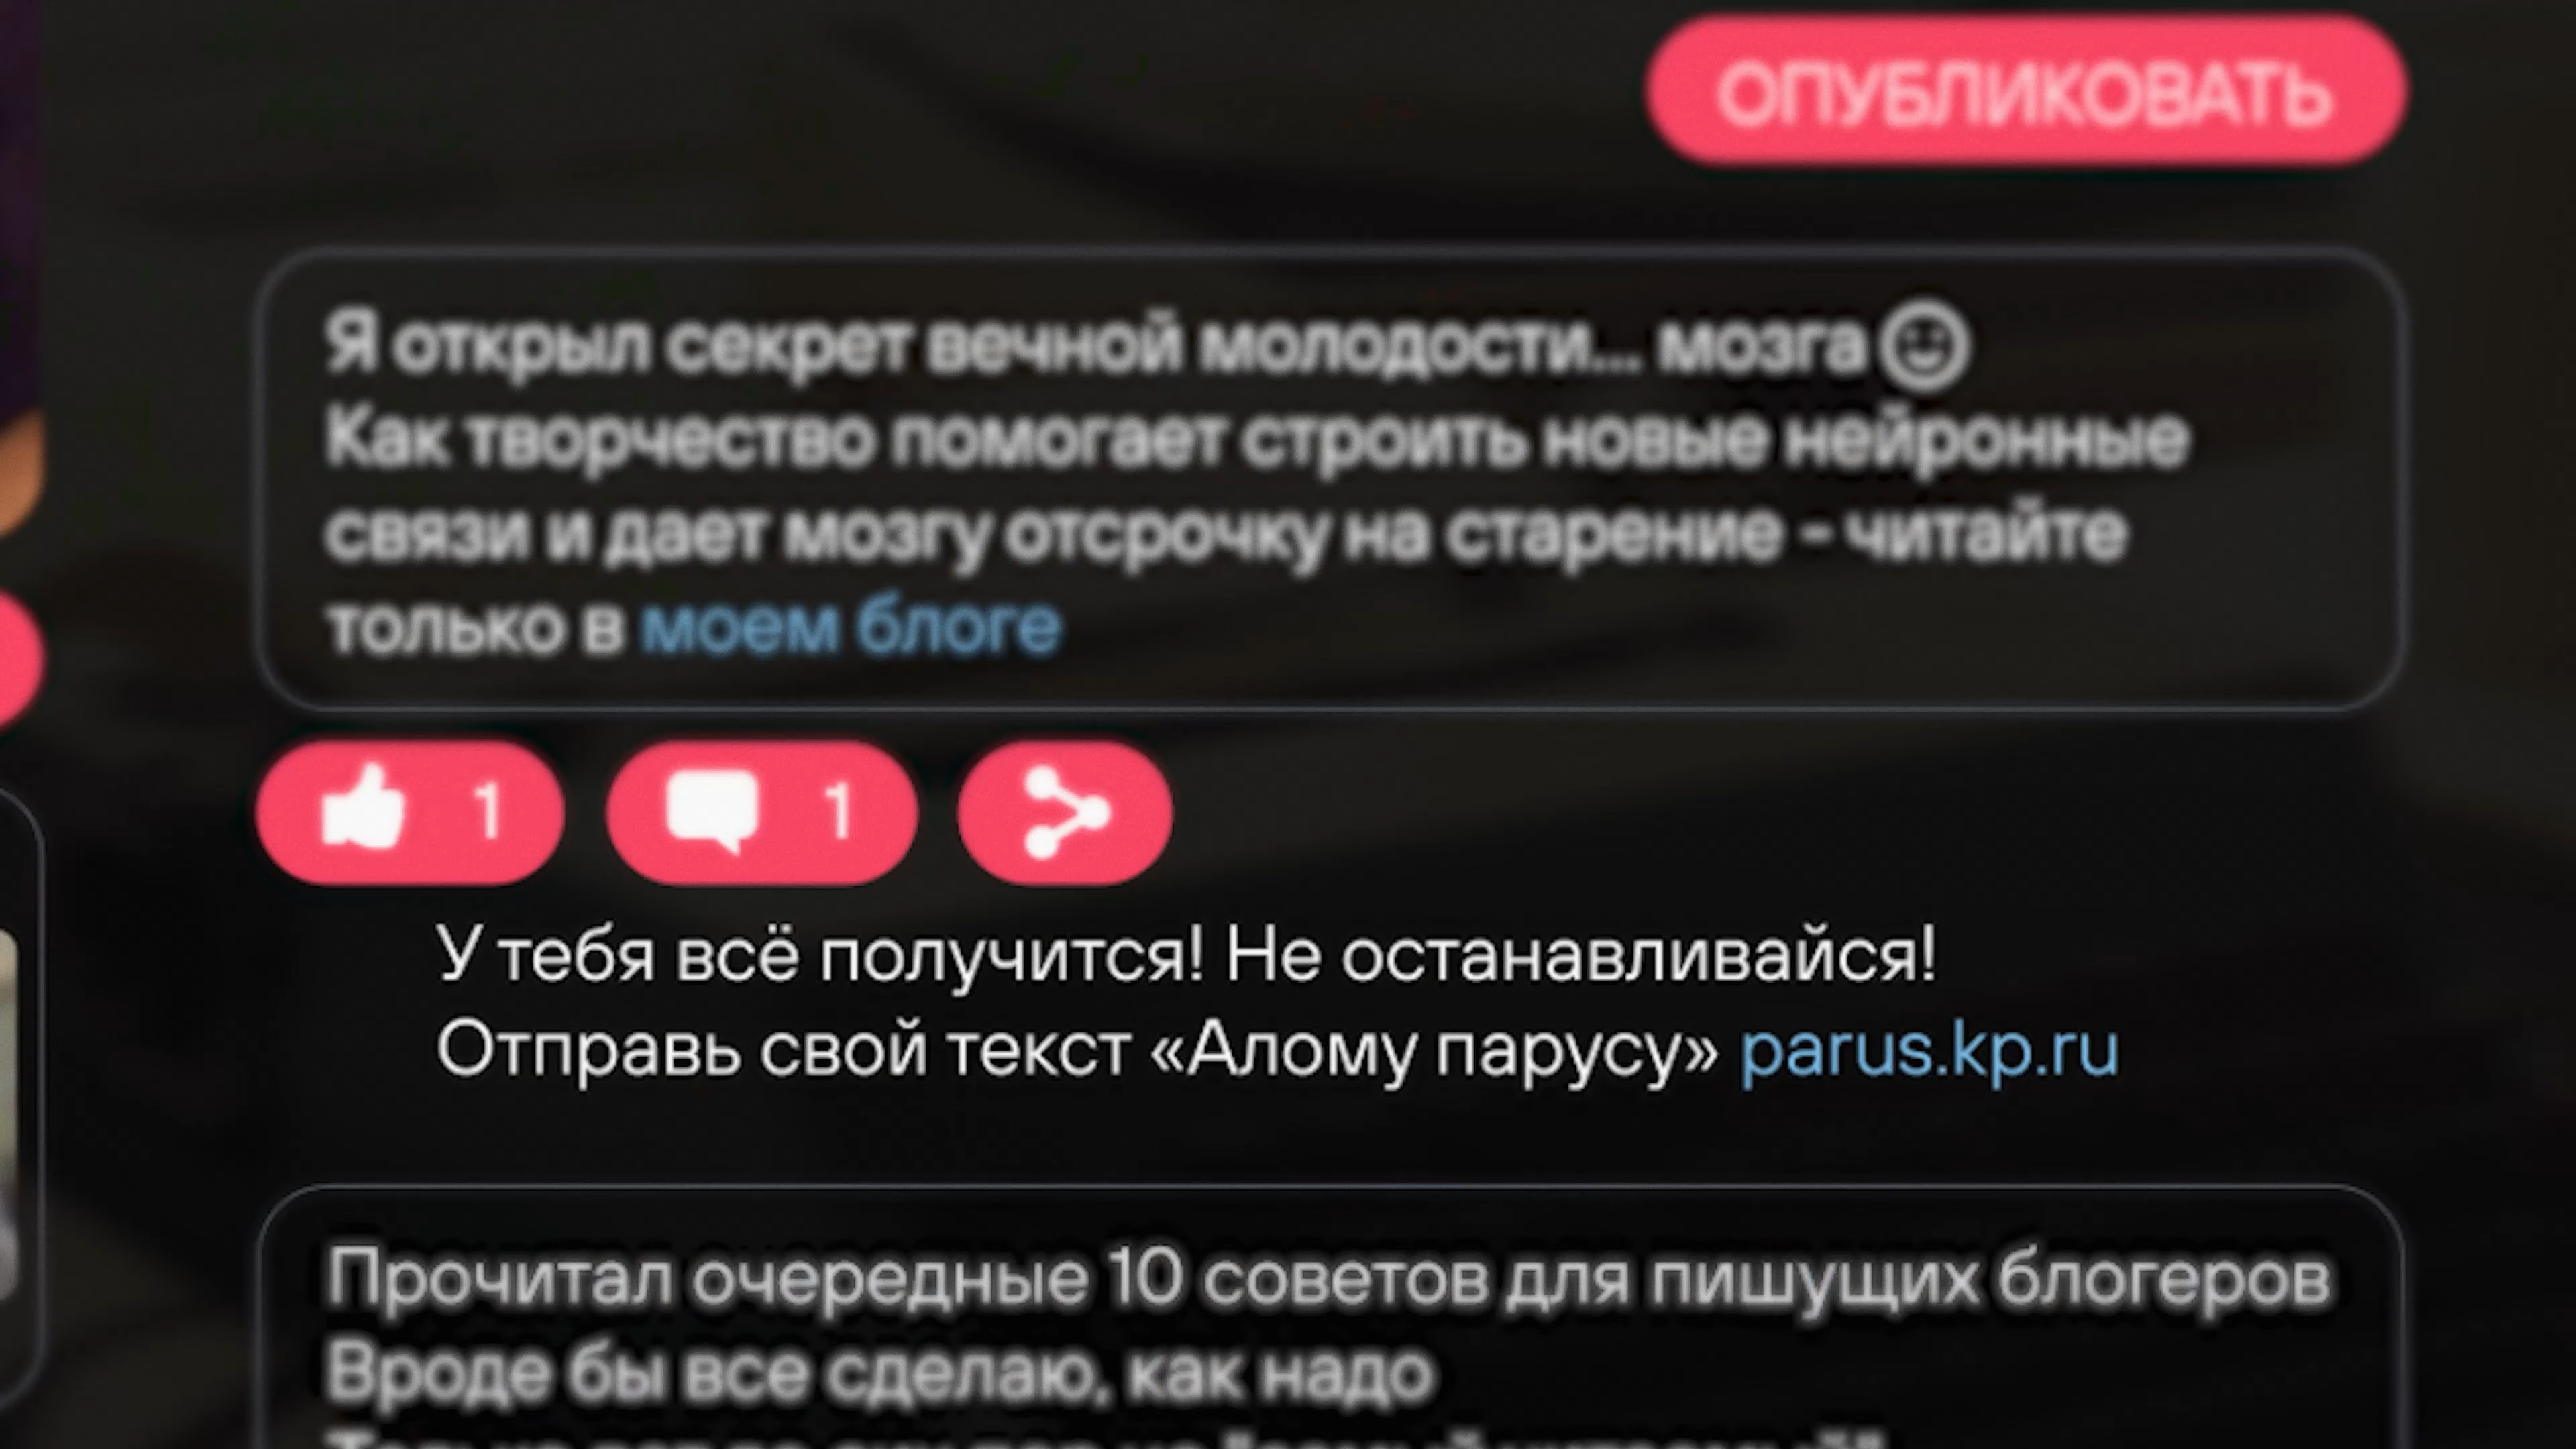 ОПУБЛИКОВАТЬ
Я открыл секрет вечной молодости... мозга
Как творчество помогает строить новые нейронные
связи и дает мозгу отсрочку на старение - читайте
только в моем блоге
1 1
У тебя всё получится! Не останавливайся!
Отправь свой текст «Алому парусу» parus.kp.ru
Прочитал очередные 10 советов для пишущих блогеров
Вроде бы все сделаю, как надо